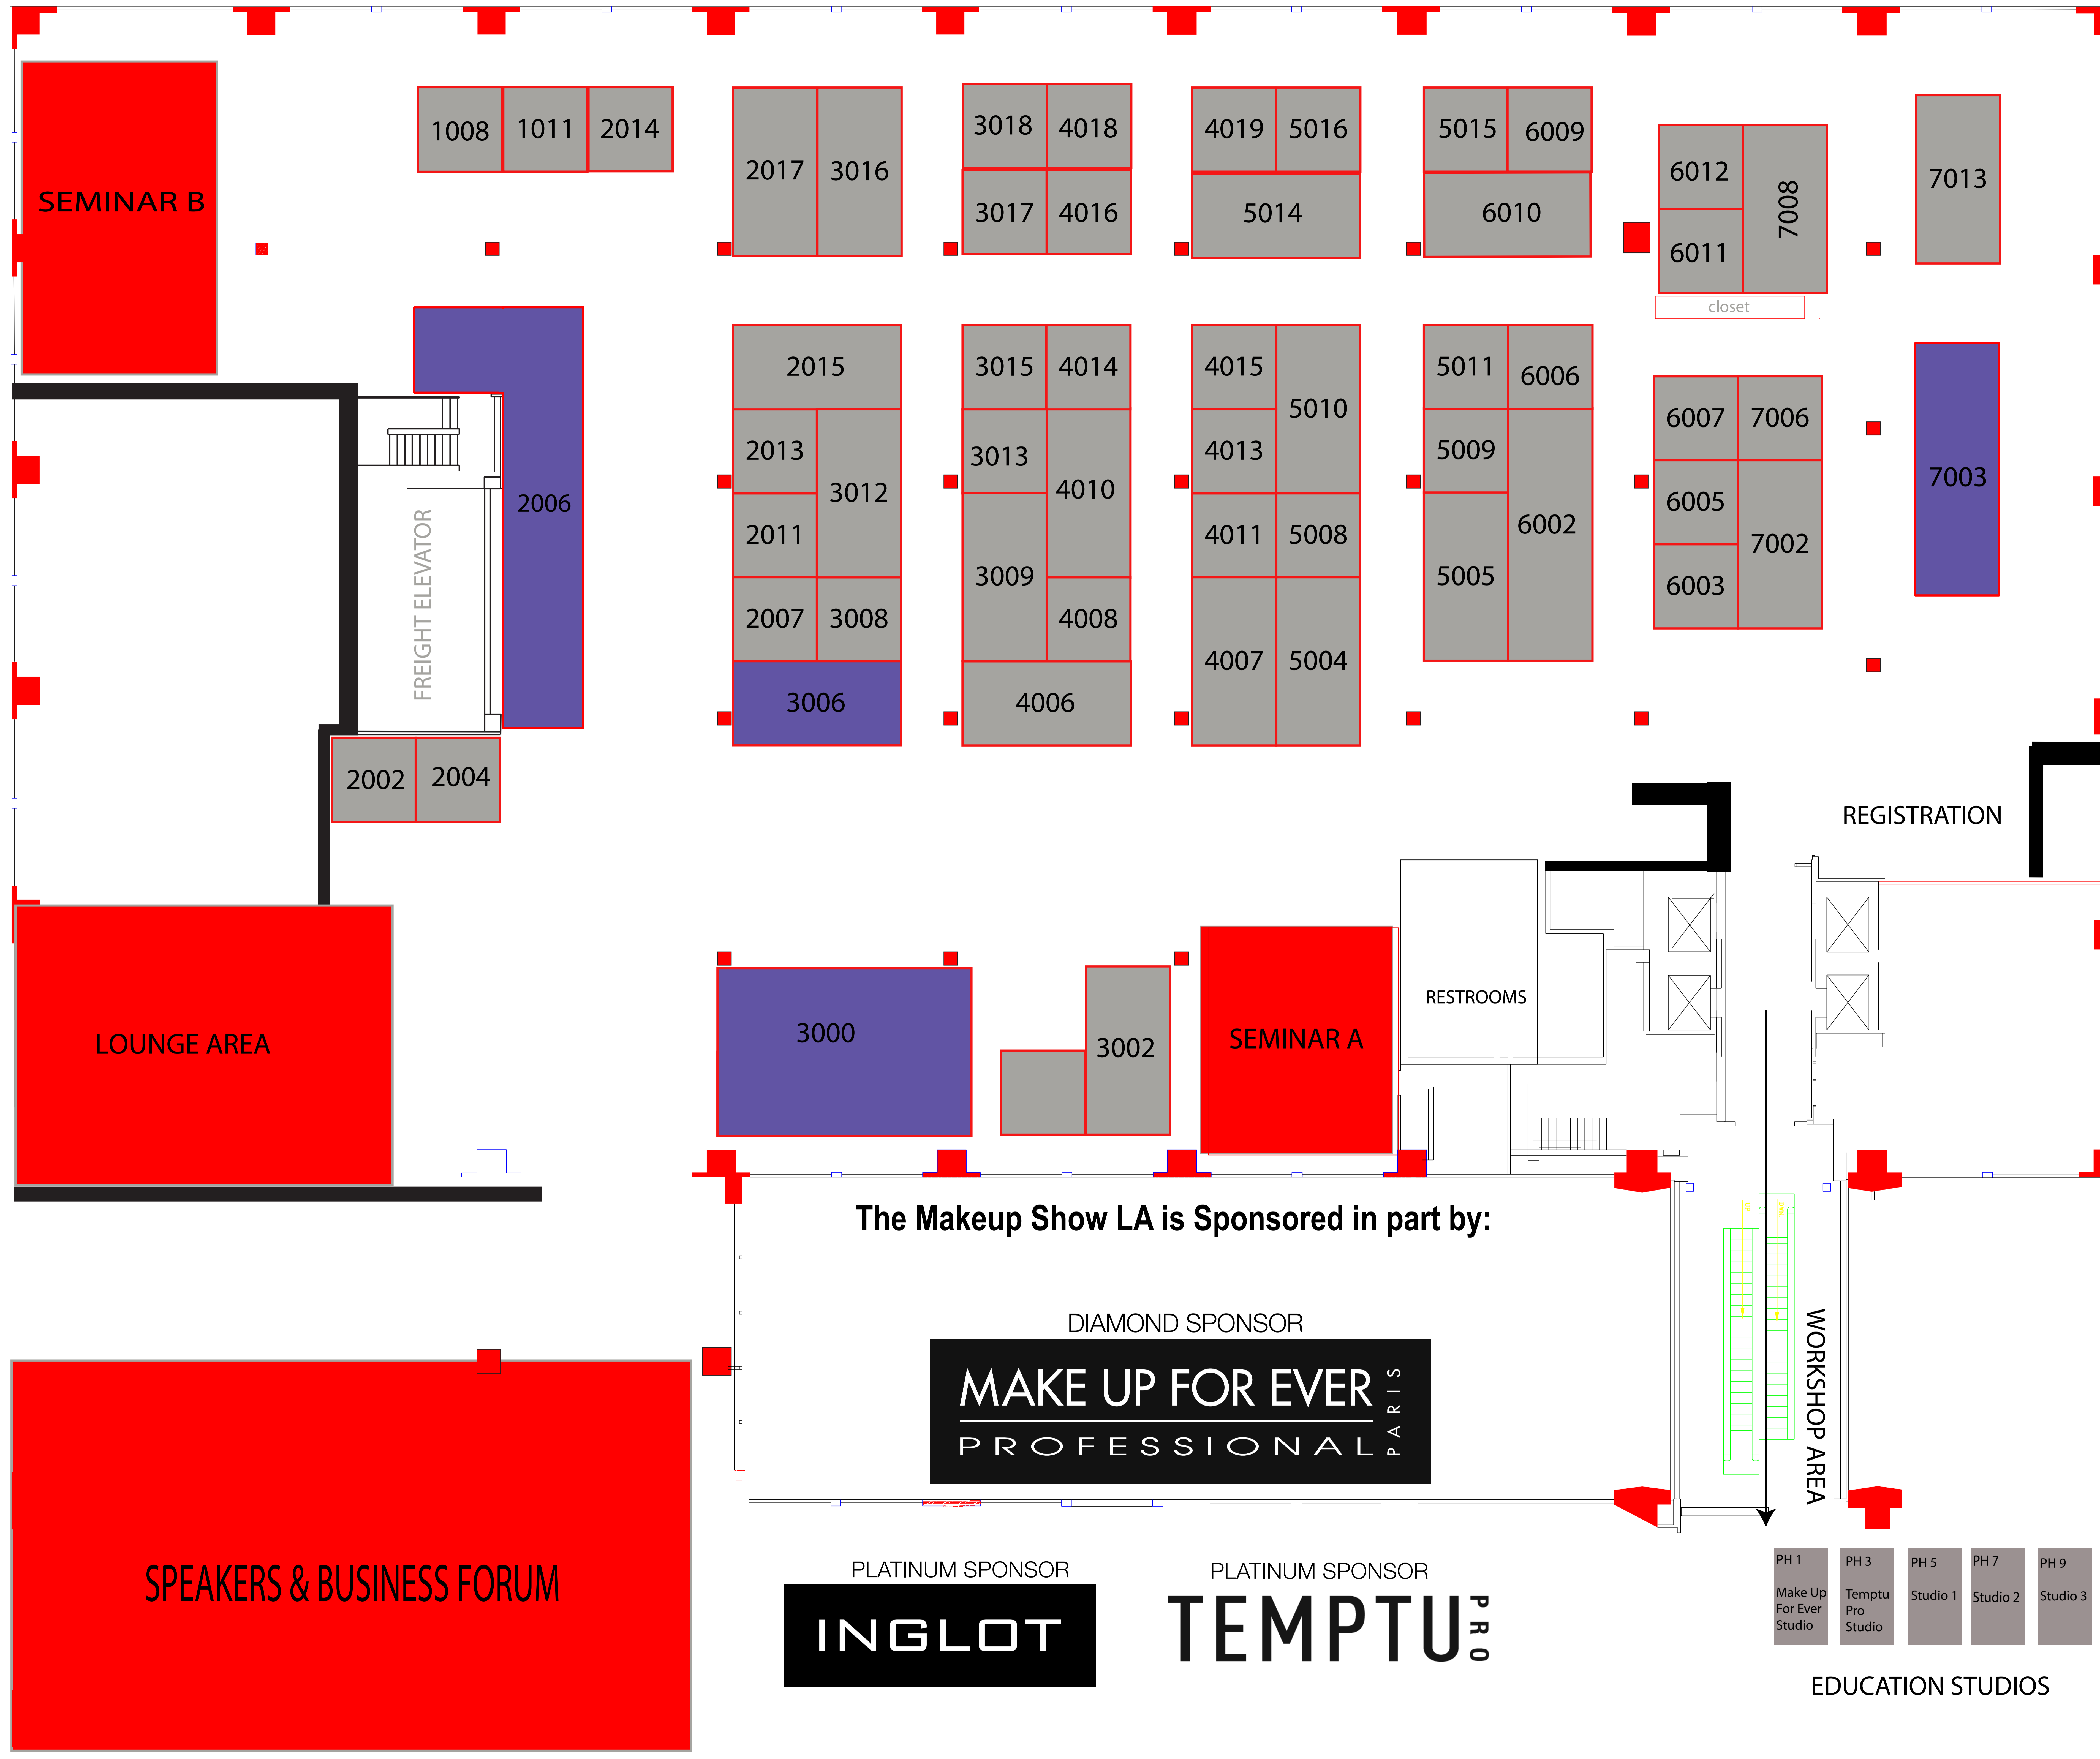 SEMINAR B
1008
1011
2014
2017
3016
3018
4018
3017
4016
4019
5016
5014
5015
6009
6010
6012
6011
7008
7013
closet
2006
FREIGHT ELEVATOR
2015
2013
3012
2011
2007
3008
3006
3015
4014
3013
4010
3009
4008
4006
4015
5010
4013
4011
5008
4007
5004
5011
6006
5009
6002
5005
6007
7006
6005
7002
6003
7003
2002
2004
REGISTRATION
LOUNGE AREA
3000
3002
SEMINAR A
RESTROOMS
The Makeup Show LA is Sponsored in part by:
DIAMOND SPONSOR
MAKE UP FOR EVER
PROFESSIONAL
PARIS
WORKSHOP AREA
SPEAKERS & BUSINESS FORUM
PLATINUM SPONSOR
INGLOT
PLATINUM SPONSOR
TEMPTU
PRO
PH 1
Make Up
For Ever
Studio
PH 3
Temptu
Pro
Studio
PH 5
Studio 1
PH 7
Studio 2
PH 9
Studio 3
EDUCATION STUDIOS